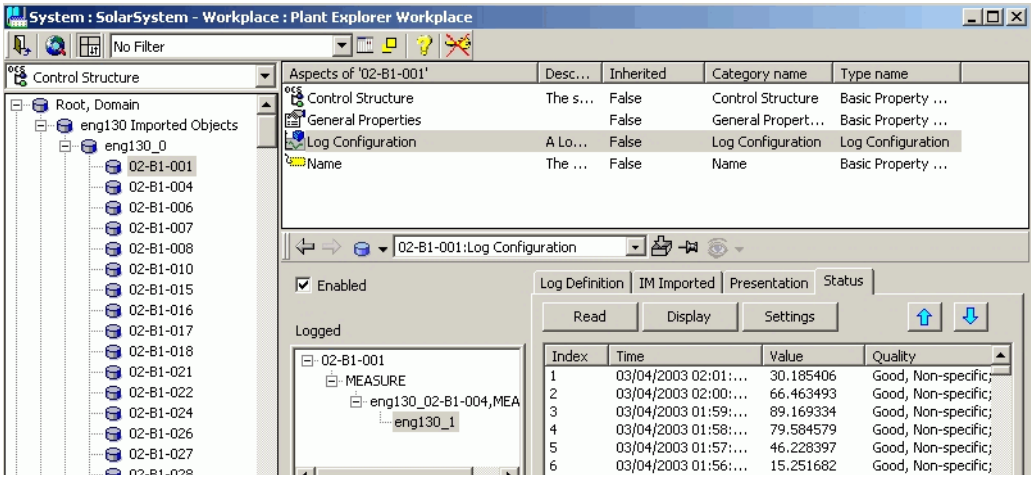 System : SolarSystem - Workplace : Plant Explorer Workplace
No Filter
Control Structure
Root, Domain
eng130 Imported Objects
eng130_0
02-B1-001
02-B1-004
02-B1-006
02-B1-007
02-B1-008
02-B1-010
02-B1-015
02-B1-016
02-B1-017
02-B1-018
02-B1-021
02-B1-022
02-B1-024
02-B1-026
02-B1-027
02-B1-028
Aspects of '02-B1-001' Desc... Inherited Category name Type name
Control Structure The s... False Control Structure Basic Property ...
General Properties False General Propert... Basic Property ...
Log Configuration A Lo... False Log Configuration Log Configuration
Name The ... False Name Basic Property ...
02-B1-001:Log Configuration
Enabled
Logged
02-B1-001
MEASURE
eng130_02-B1-004,MEA
eng130_1
Log Definition IM Imported Presentation Status
Read Display Settings
Index Time Value Quality
1 03/04/2003 02:01:... 30.185406 Good, Non-specific;
2 03/04/2003 02:00:... 66.463493 Good, Non-specific;
3 03/04/2003 01:59:... 89.169334 Good, Non-specific;
4 03/04/2003 01:58:... 79.584579 Good, Non-specific;
5 03/04/2003 01:57:... 46.228397 Good, Non-specific;
6 03/04/2003 01:56:... 15.251682 Good, Non-specific;